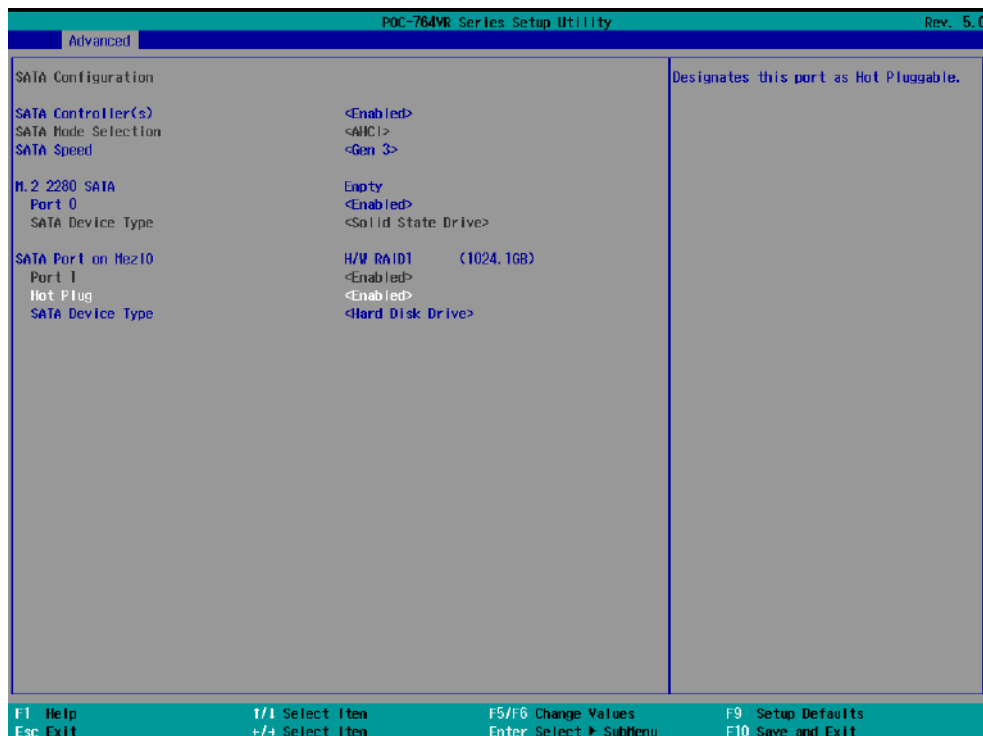 POC-764VR Series Setup Utility Rev. 5.0
Advanced
SATA Configuration
Designates this port as Hot Pluggable.
SATA Controller(s) <Enabled>
SATA Mode Selection <AHCI>
SATA Speed <Gen 3>
M.2 2280 SATA Empty
Port 0 <Enabled>
SATA Device Type <Solid State Drive>
SATA Port on MezIO H/W RAID1 (1024.1GB)
Port 1 <Enabled>
Hot Plug <Enabled>
SATA Device Type <Hard Disk Drive>
F1 Help ↑/↓ Select Item F5/F6 Change Values F9 Setup Defaults
Esc Exit ←/→ Select Item Enter Select ▶ SubMenu F10 Save and Exit